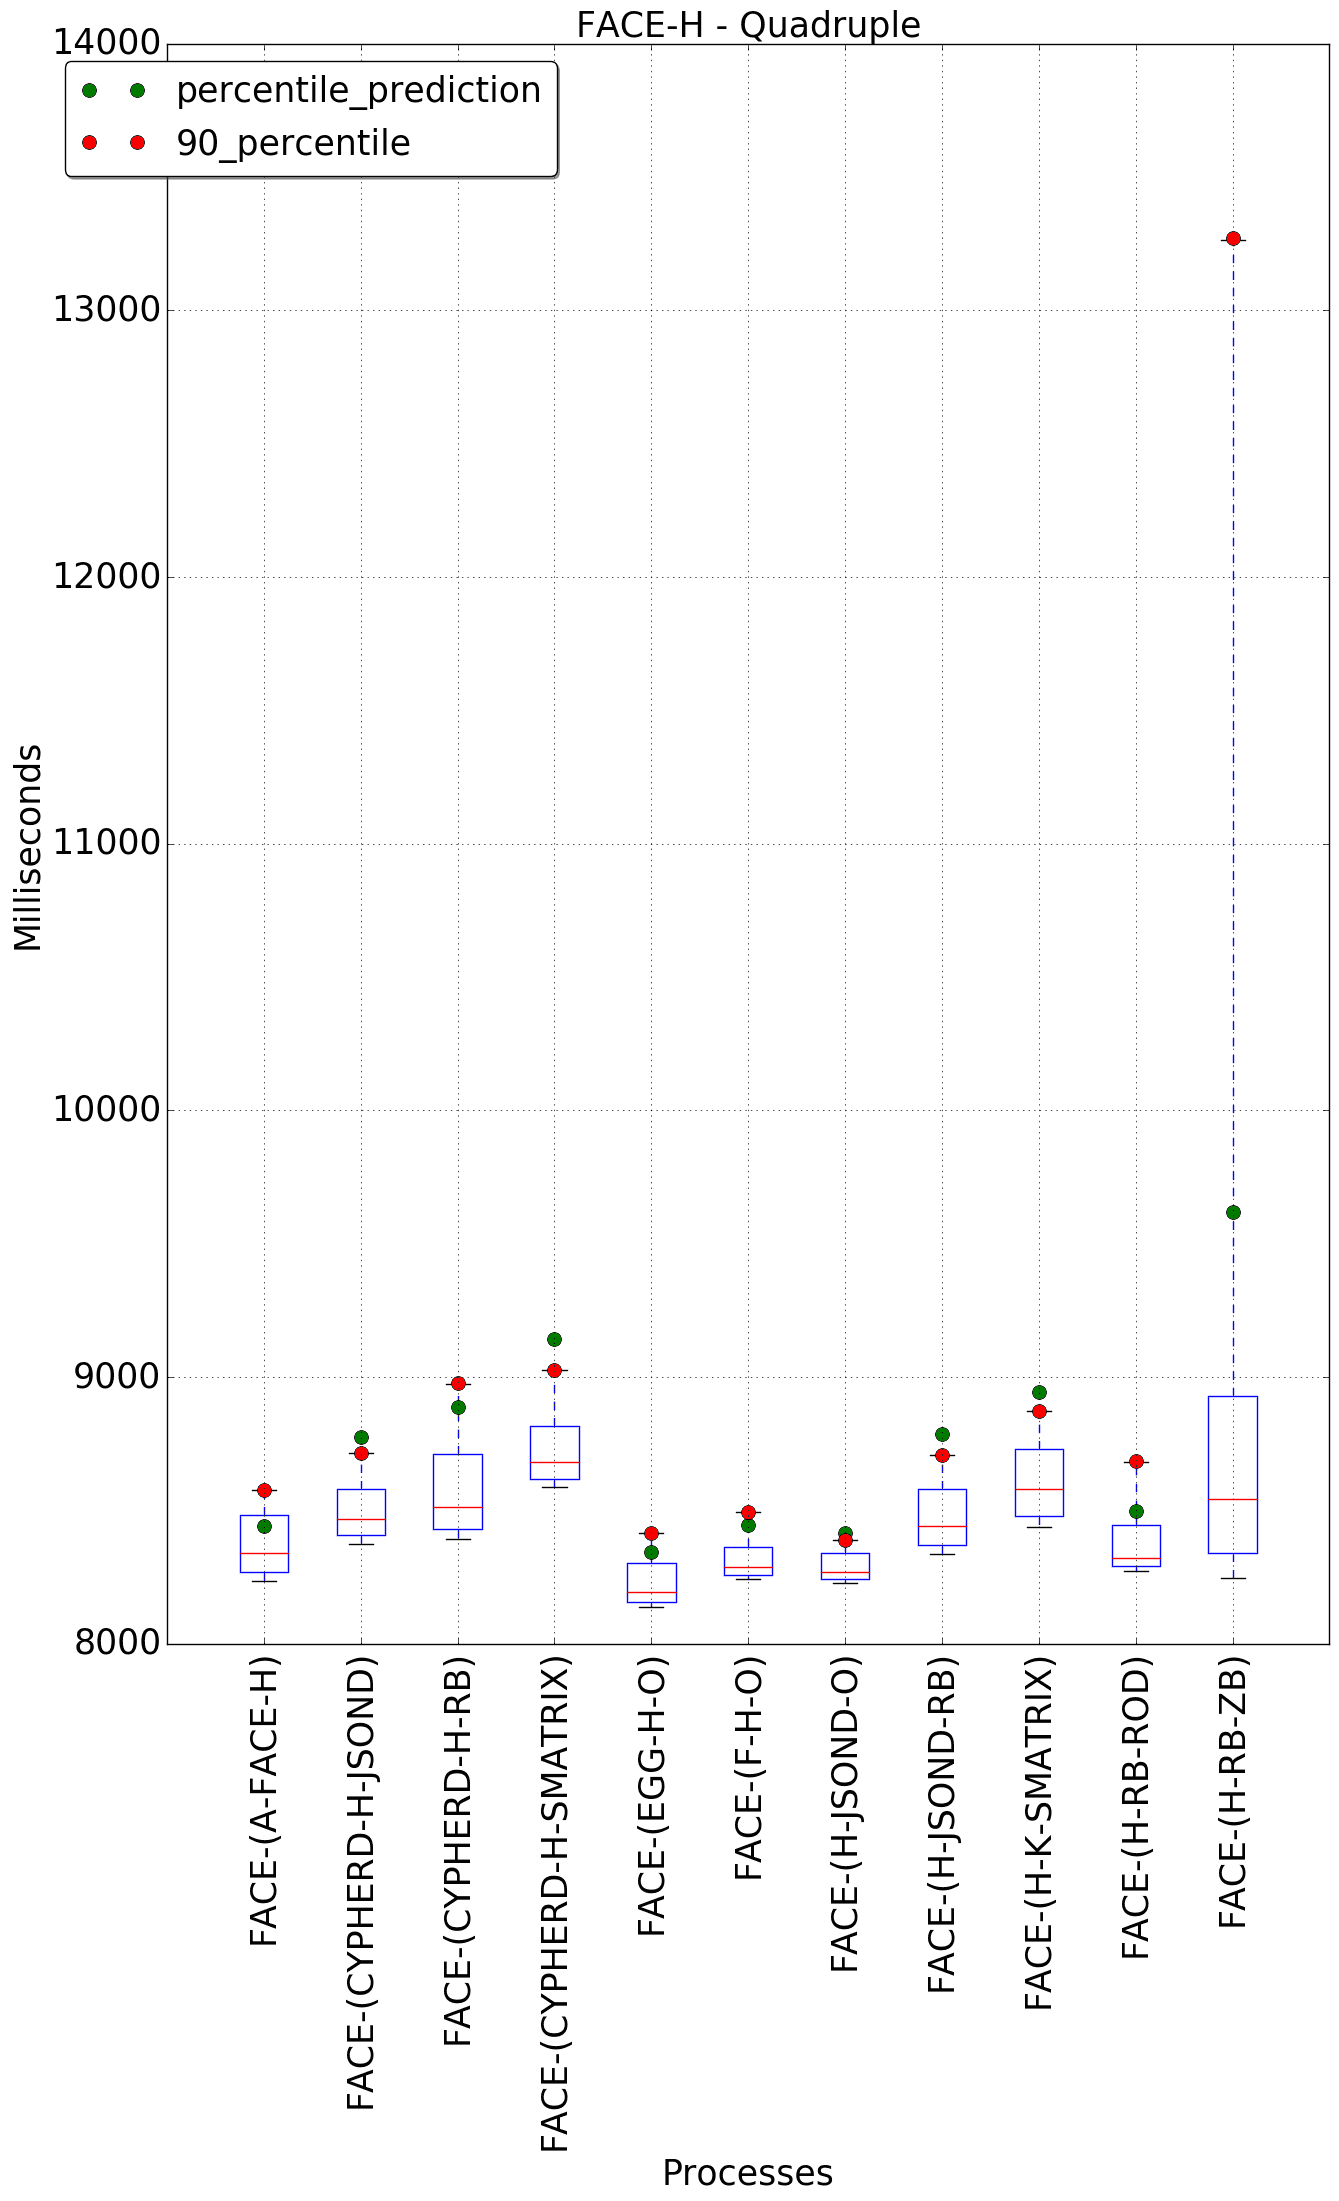 FACE-H - Quadruple
percentile_prediction
90_percentile
14000
13000
12000
11000
10000
9000
8000
Milliseconds
FACE-(A-FACE-H)
FACE-(CYPHERD-H-JSOND)
FACE-(CYPHERD-H-RB)
FACE-(CYPHERD-H-SMATRIX)
FACE-(EGG-H-O)
FACE-(F-H-O)
FACE-(H-JSOND-O)
FACE-(H-JSOND-RB)
FACE-(H-K-SMATRIX)
FACE-(H-RB-ROD)
FACE-(H-RB-ZB)
Processes